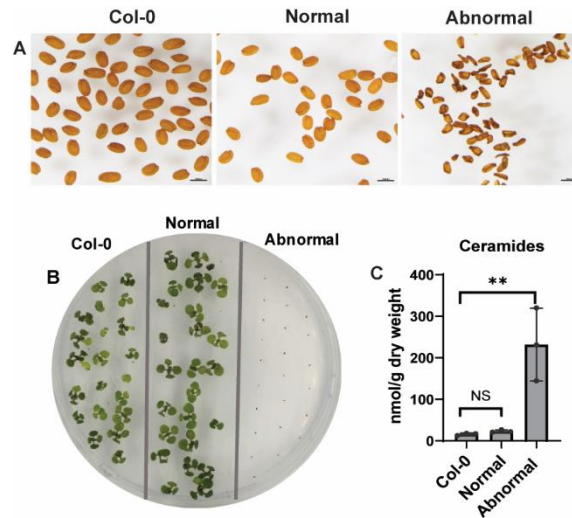 Col-0 Normal Abnormal
A
Normal
Col-0 Abnormal
B
Ceramides
C
nmol/g dry weight
400
300
200
100
0
**
NS
Col-0
Normal
Abnormal